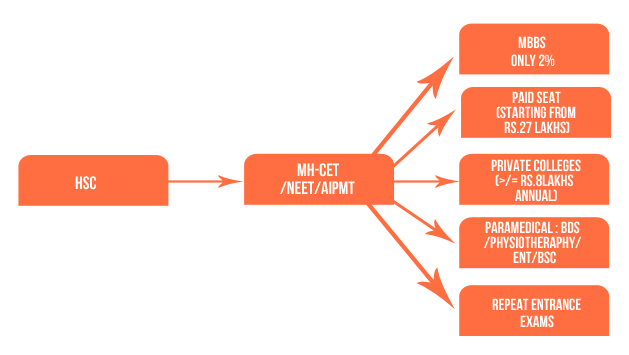 HSC
MH-CET
/NEET/AIPMT
MBBS
ONLY 2%
PAID SEAT
(STARTING FROM
RS.27 LAKHS)
PRIVATE COLLEGES
(>/= RS.8LAKHS
ANNUAL)
PARAMEDICAL : BDS
/PHYSIOTHERAPHY/
ENT/BSC
REPEAT ENTRANCE
EXAMS